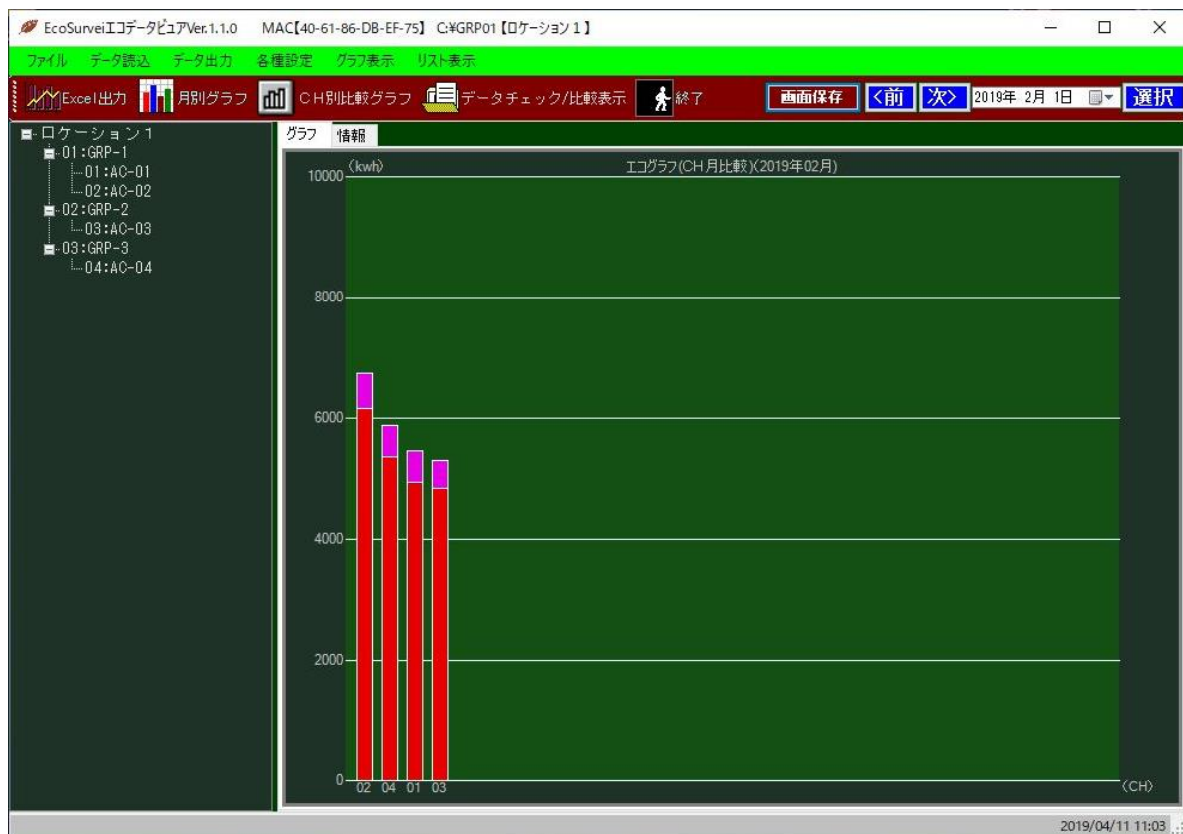 EcoSurveiエコデータビュアVer.1.1.0 MAC【40-61-86-DB-EF-75】 C:¥GRP01【ロケーション１】
ファイル データ読込 データ出力 各種設定 グラフ表示 リスト表示
Excel出力 月別グラフ ＣＨ別比較グラフ データチェック/比較表示 終了 画面保存 <前 次> 2019年 2月 1日 選択
ロケーション１
01:GRP-1
01:AC-01
02:AC-02
02:GRP-2
03:AC-03
03:GRP-3
04:AC-04
グラフ 情報
(kwh) エコグラフ(CH月比較)(2019年02月)
10000
8000
6000
4000
2000
0
02 04 01 03 (CH)
2019/04/11 11:03